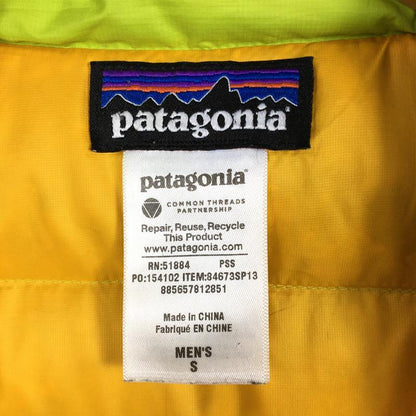 patagonia
patagonia
COMMON THREADS
PARTNERSHIP
Repair, Reuse, Recycle
This Product
www.patagonia.com
RN:51884 PSS
PO:154102 ITEM:84673SP13
885657812851
Made in CHINA
Fabriqué EN CHINE
MEN'S
S